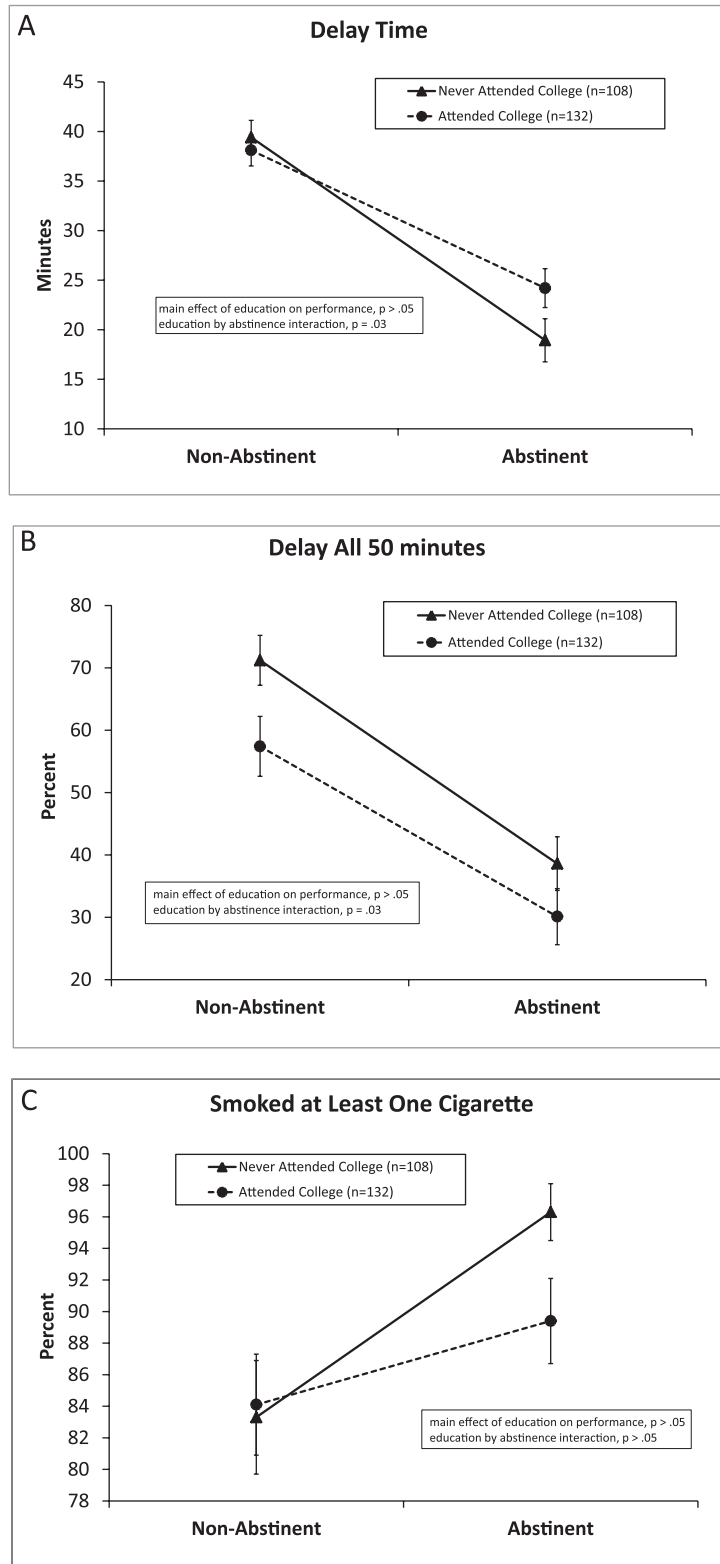 A
Delay Time
45
40
35
30
25
20
15
10
Minutes
Never Attended College (n=108)
Attended College (n=132)
main effect of education on performance, p > .05
education by abstinence interaction, p = .03
Non-Abstinent
Abstinent
B
Delay All 50 minutes
80
70
60
50
40
30
20
Percent
Never Attended College (n=108)
Attended College (n=132)
main effect of education on performance, p > .05
education by abstinence interaction, p = .03
Non-Abstinent
Abstinent
C
Smoked at Least One Cigarette
100
98
96
94
92
90
88
86
84
82
80
78
Percent
Never Attended College (n=108)
Attended College (n=132)
main effect of education on performance, p > .05
education by abstinence interaction, p > .05
Non-Abstinent
Abstinent